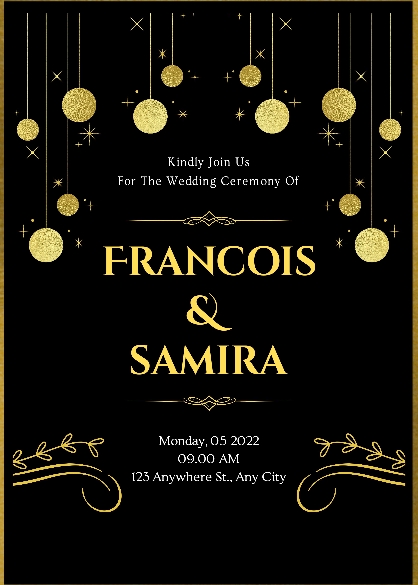 Kindly Join Us
For The Wedding Ceremony Of
FRANCOIS
&
SAMIRA
Monday, 05 2022
09.00 AM
123 Anywhere St., Any City